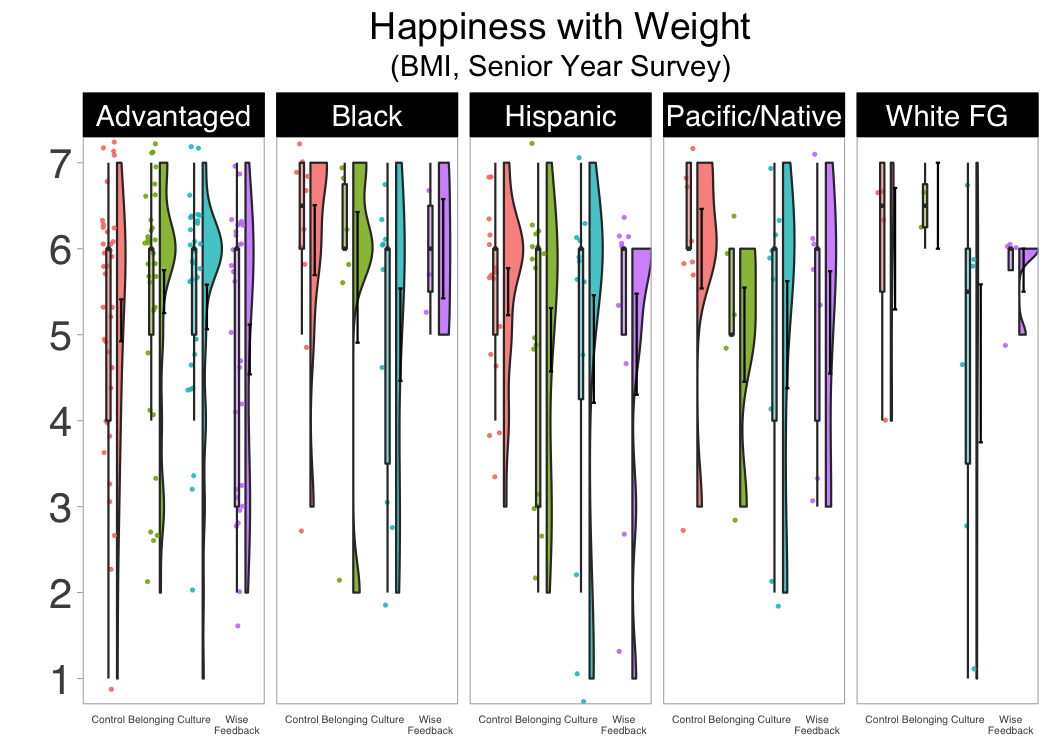 Happiness with Weight
(BMI, Senior Year Survey)
Advantaged Black Hispanic Pacific/Native White FG
7
6
5
4
3
2
1
Control Belonging Culture Wise Feedback
Control Belonging Culture Wise Feedback
Control Belonging Culture Wise Feedback
Control Belonging Culture Wise Feedback
Control Belonging Culture Wise Feedback